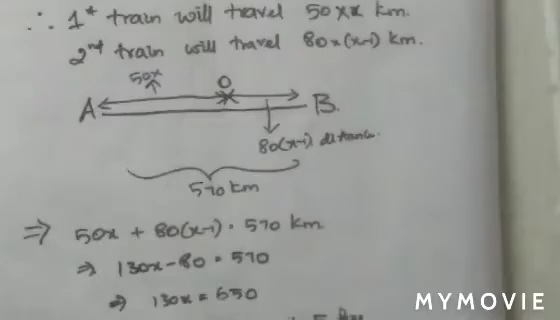 ∴ 1st train will travel 50×x km.
2nd train will travel 80×(x-1) km.
50x
O
A B.
80(x-1) distance.
570 km
⇒ 50x + 80(x-1) = 570 km
⇒ 130x - 80 = 570
⇒ 130x = 650
MYMOVIE